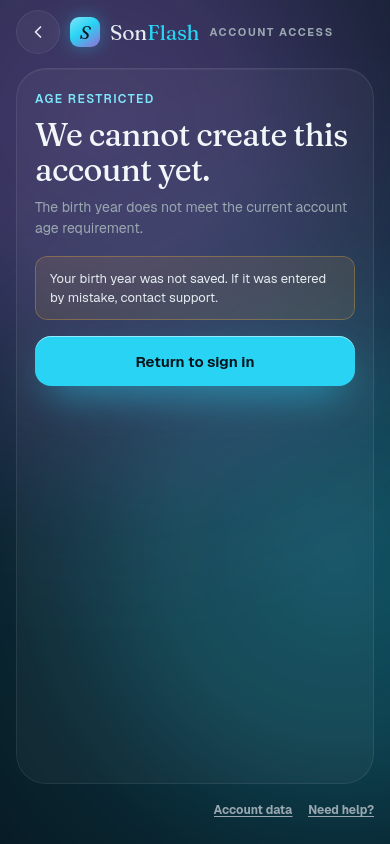 S SonFlash ACCOUNT ACCESS
AGE RESTRICTED
We cannot create this
account yet.
The birth year does not meet the current account
age requirement.
Your birth year was not saved. If it was entered
by mistake, contact support.
Return to sign in
Account data Need help?